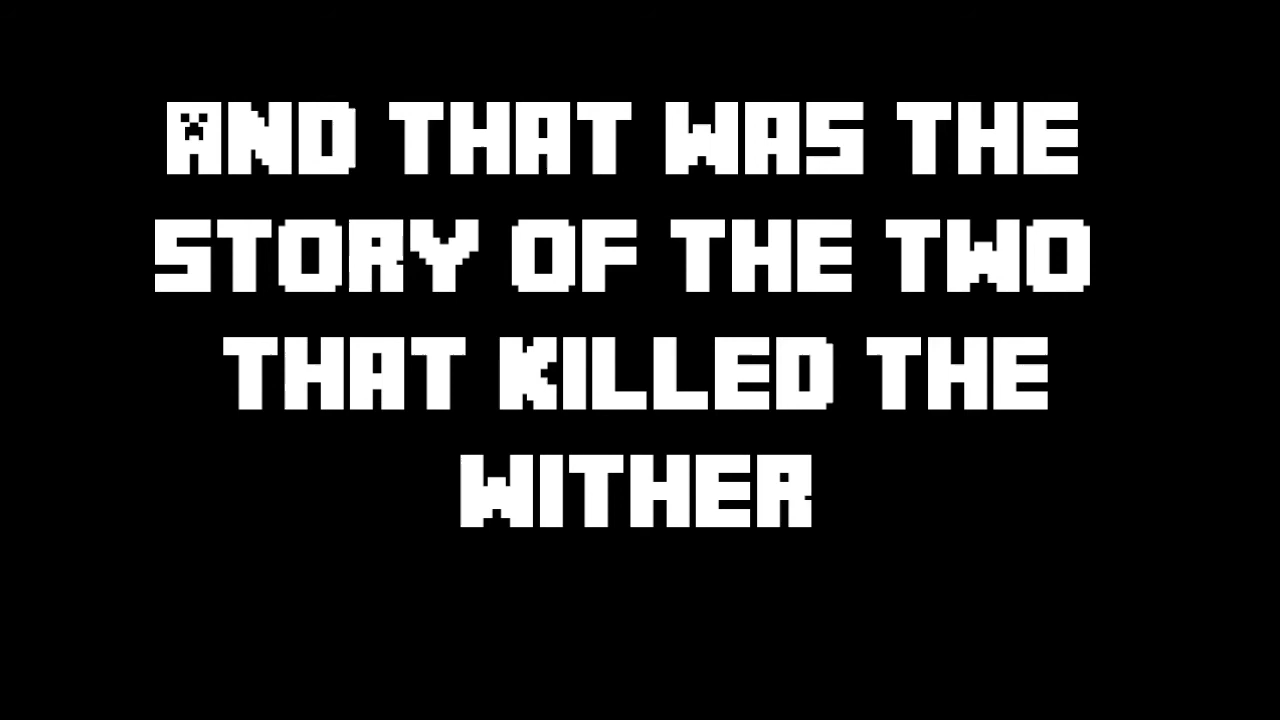 AND THAT WAS THE
STORY OF THE TWO
THAT KILLED THE
WITHER